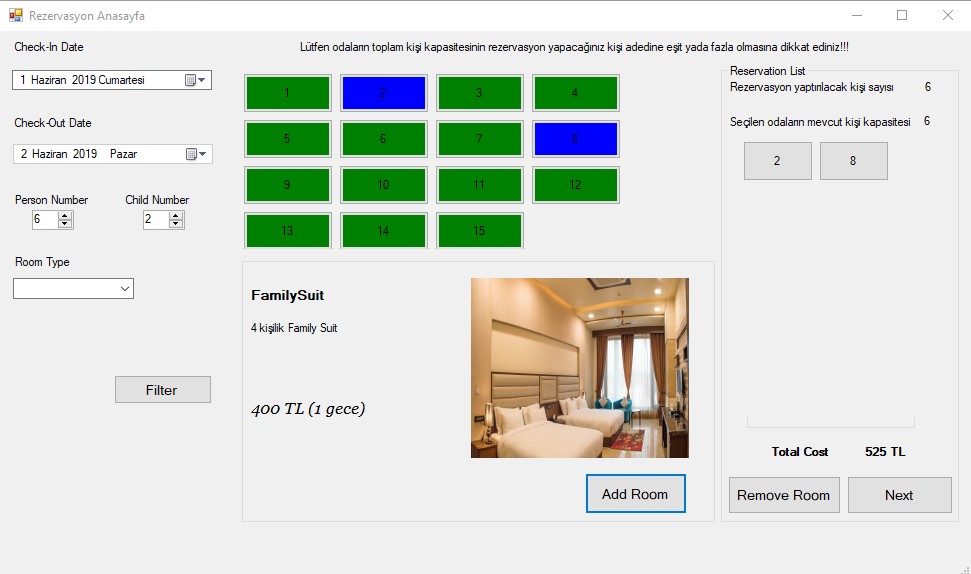 Rezervasyon Anasayfa
Check-In Date
Lütfen odaların toplam kişi kapasitesinin rezervasyon yapacağınız kişi adedine eşit yada fazla olmasına dikkat ediniz!!!
1 Haziran 2019 Cumartesi
Check-Out Date
2 Haziran 2019 Pazar
Person Number Child Number
6 2
Room Type
Filter
1 2 3 4
5 6 7 8
9 10 11 12
13 14 15
FamilySuit
4 kişilik Family Suit
400 TL (1 gece)
Add Room
Reservation List
Rezervasyon yaptırılacak kişi sayısı 6
Seçilen odaların mevcut kişi kapasitesi 6
2 8
Total Cost 525 TL
Remove Room Next